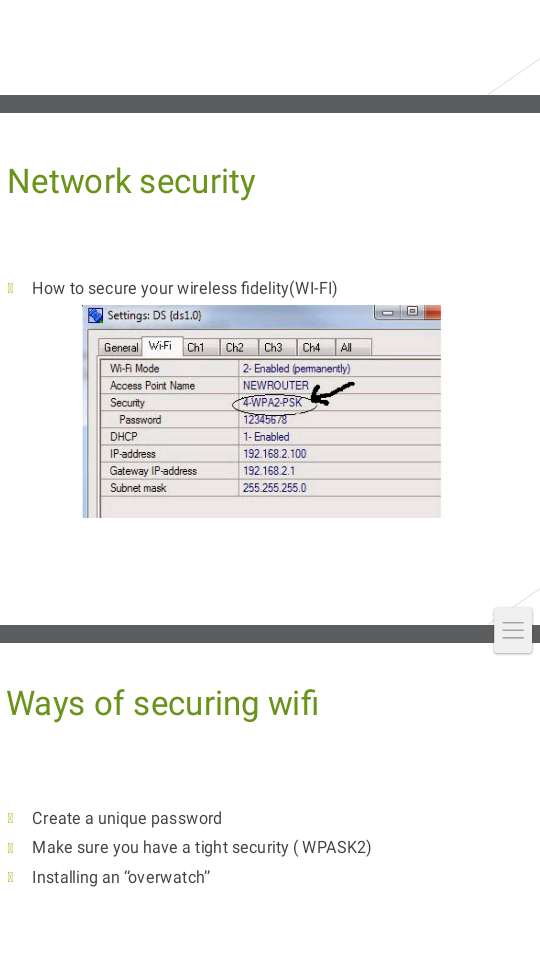 Network security
How to secure your wireless fidelity(WI-FI)
Settings: DS {ds1.0}
General Wi-Fi Ch1 Ch2 Ch3 Ch4 All
Wi-Fi Mode 2- Enabled (permanently)
Access Point Name NEWROUTER
Security 4-WPA2-PSK
Password 12345678
DHCP 1- Enabled
IP-address 192.168.2.100
Gateway IP-address 192.168.2.1
Subnet mask 255.255.255.0
Ways of securing wifi
Create a unique password
Make sure you have a tight security ( WPASK2)
Installing an “overwatch”